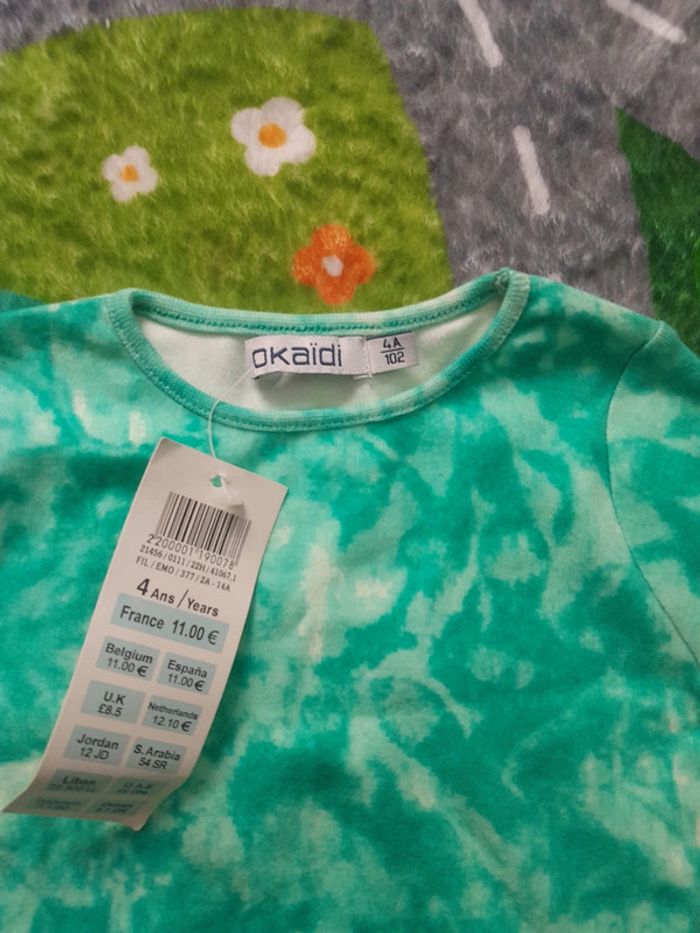 Okaïdi
4A
102
2200001190078
21456/0111/22H/41067.1
FIL/EMO/377/2A-14A
4 Ans/Years
France 11.00 €
Belgium
11.00 €
España
11.00 €
U.K
£8.5
Netherlands
12.10 €
Jordan
12 JD
S. Arabia
54 SR
Liban
U.A.E